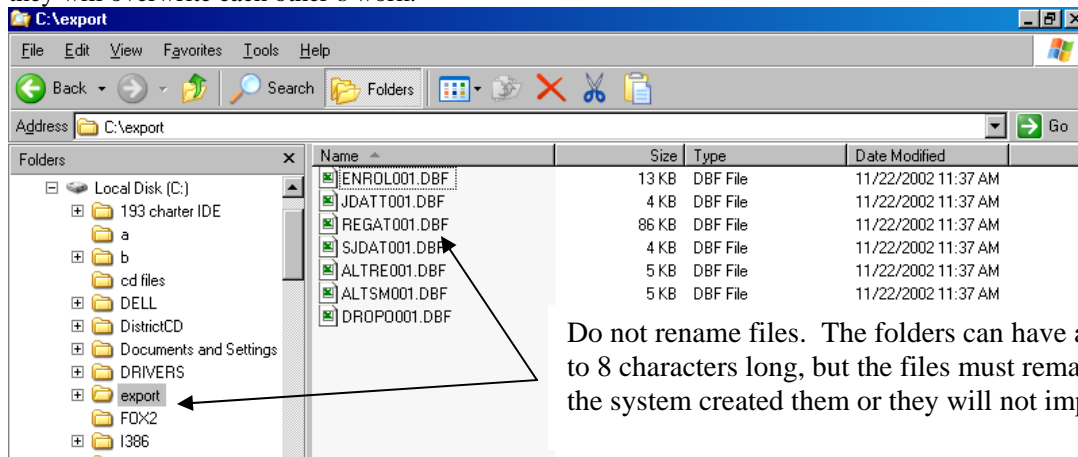 they will overwrite each other's work.
C:\export
File Edit View Favorites Tools Help
Back Search Folders
Address C:\export Go
Folders x Name Size Type Date Modified
Local Disk (C:)
193 charter IDE
a
b
cd files
DELL
DistrictCD
Documents and Settings
DRIVERS
export
FOX2
I386
ENROL001.DBF 13 KB DBF File 11/22/2002 11:37 AM
JDATT001.DBF 4 KB DBF File 11/22/2002 11:37 AM
REGAT001.DBF 86 KB DBF File 11/22/2002 11:37 AM
SJDAT001.DBF 4 KB DBF File 11/22/2002 11:37 AM
ALTRE001.DBF 5 KB DBF File 11/22/2002 11:37 AM
ALTSM001.DBF 5 KB DBF File 11/22/2002 11:37 AM
DROPO001.DBF
Do not rename files. The folders can have a
to 8 characters long, but the files must rema
the system created them or they will not imp